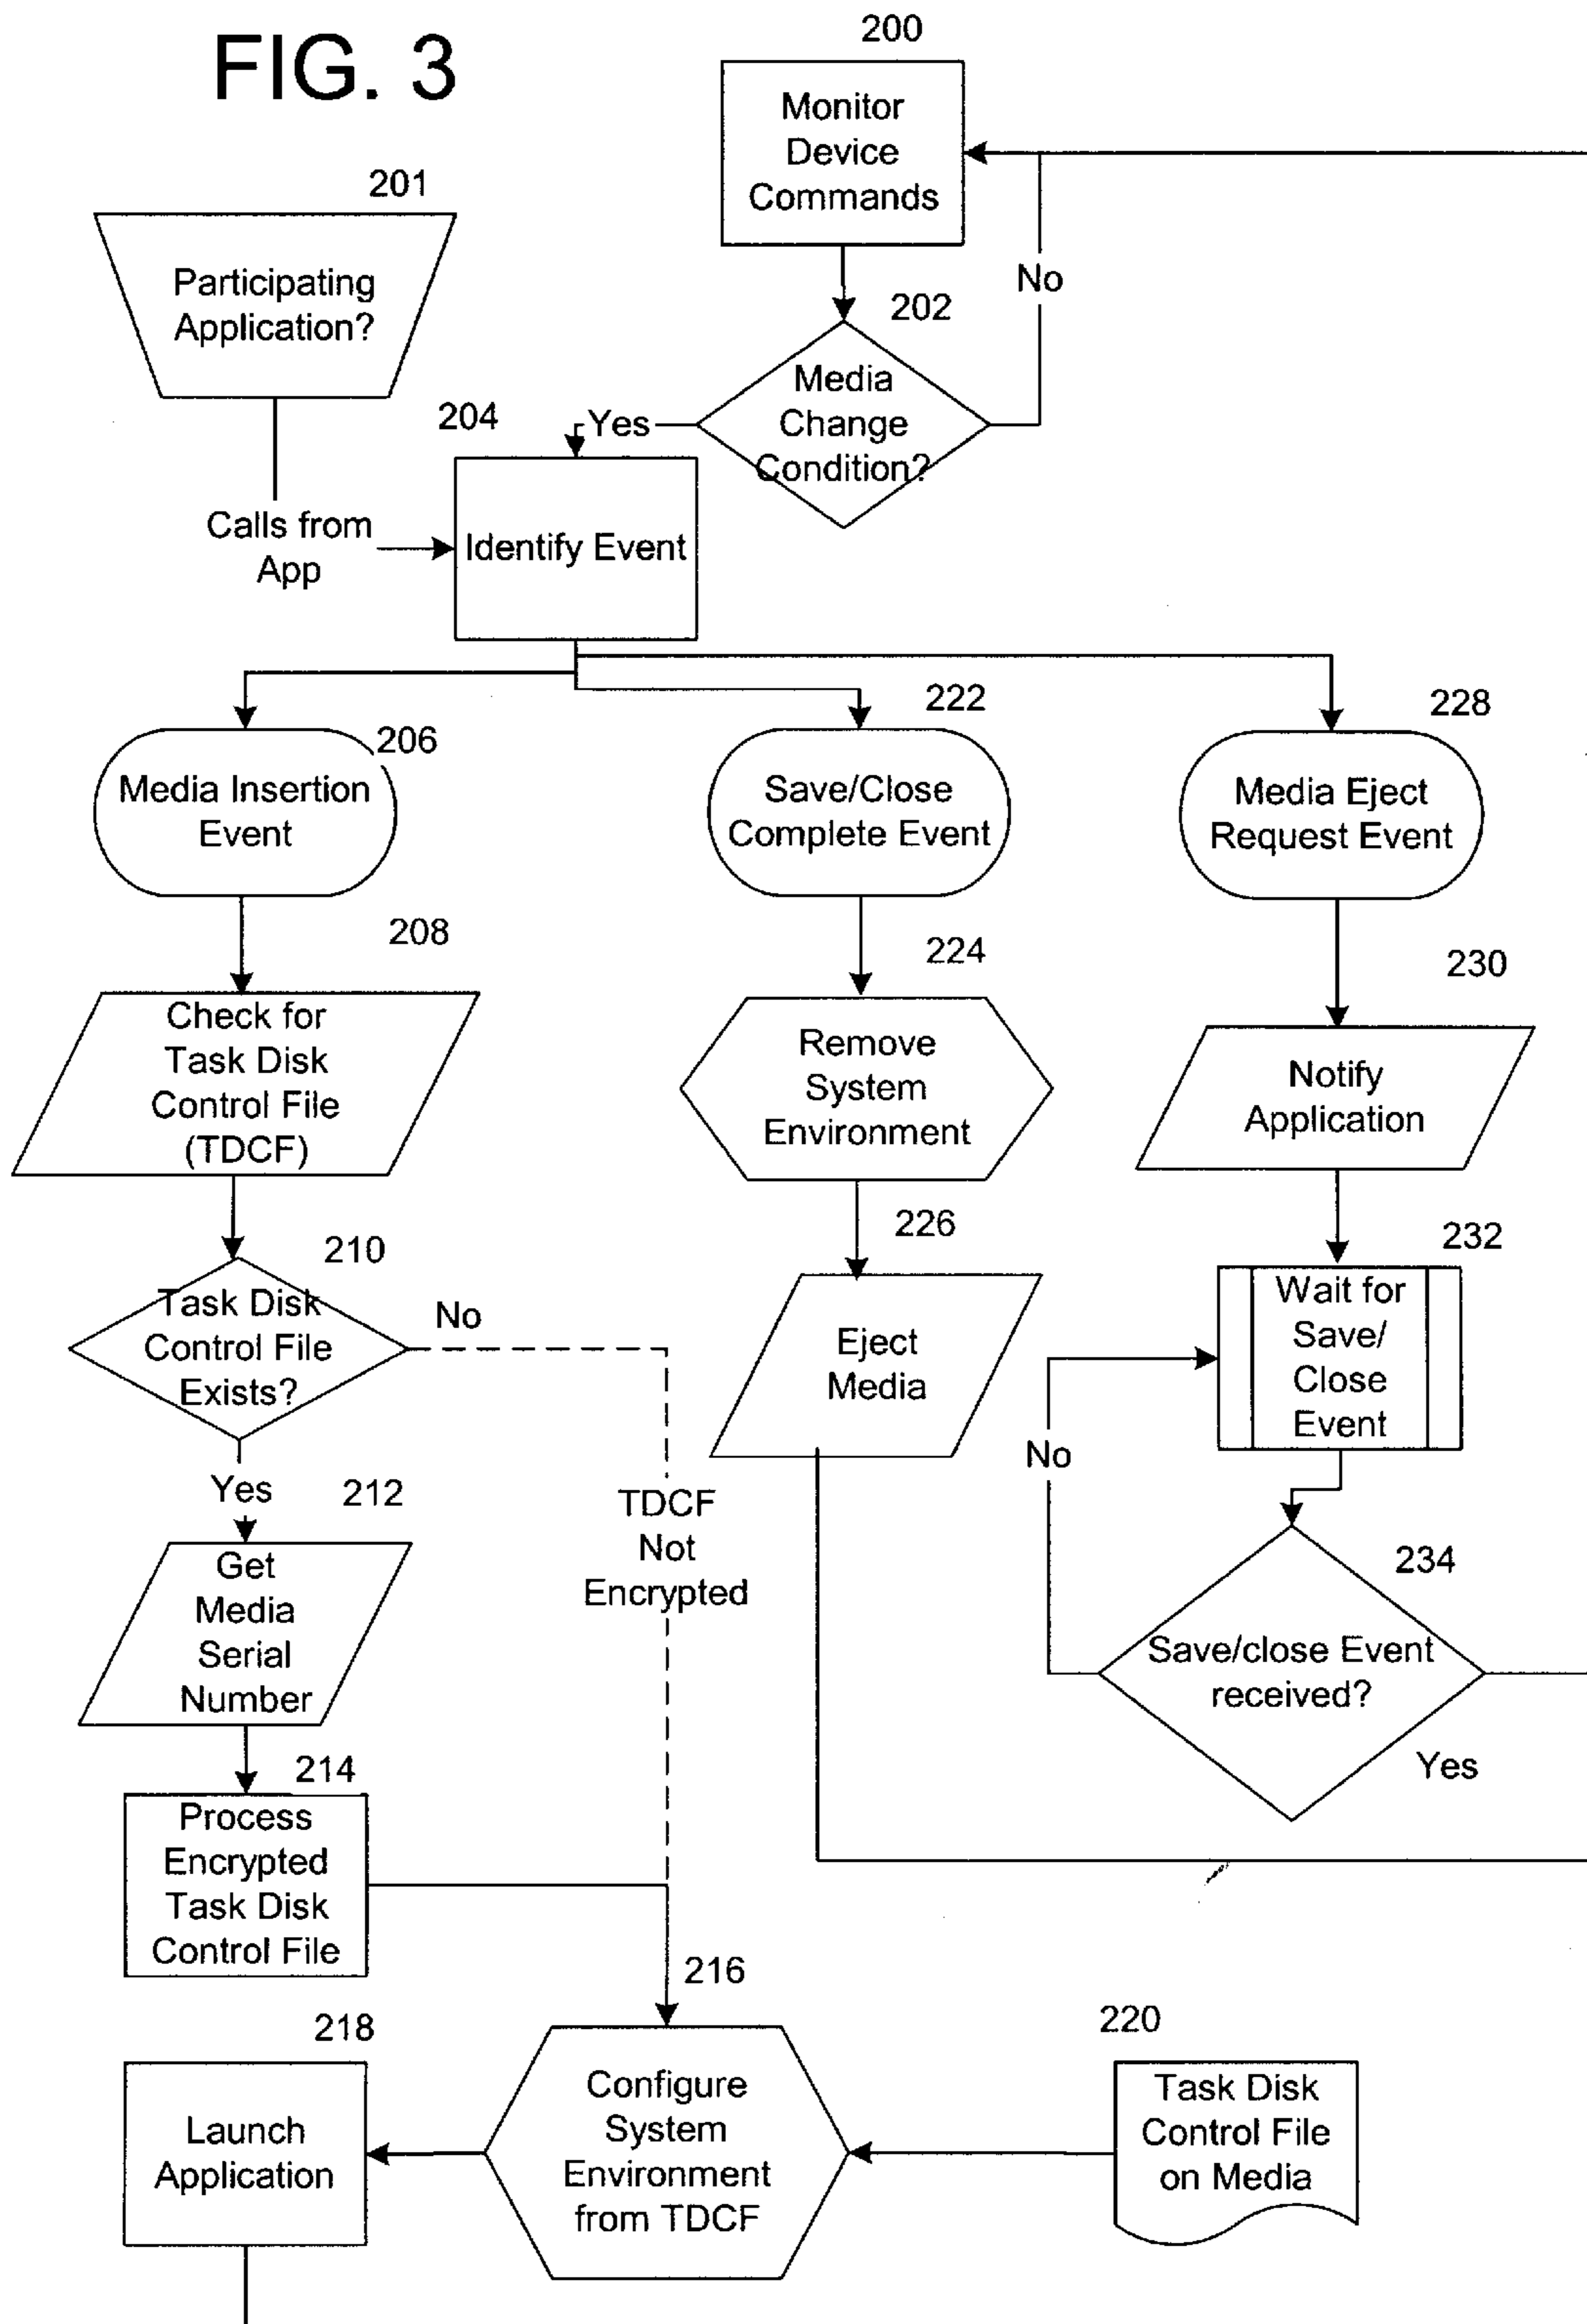 FIG. 3
200
Monitor
Device
Commands
201
Participating
Application?
No
202
Media
Change
Condition?
Yes
204
Identify Event
Calls from
App
206
Media Insertion
Event
222
Save/Close
Complete Event
228
Media Eject
Request Event
208
Check for
Task Disk
Control File
(TDCF)
224
Remove
System
Environment
230
Notify
Application
210
Task Disk
Control File
Exists?
No
226
Eject
Media
232
Wait for
Save/
Close
Event
No
Yes
212
Get
Media
Serial
Number
TDCF
Not
Encrypted
234
Save/close Event
received?
Yes
214
Process
Encrypted
Task Disk
Control File
216
Configure
System
Environment
from TDCF
218
Launch
Application
220
Task Disk
Control File
on Media